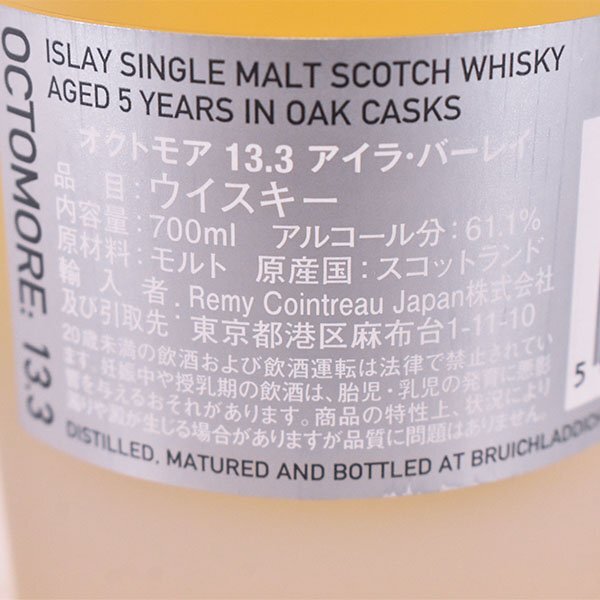 ISLAY SINGLE MALT SCOTCH WHISKY
AGED 5 YEARS IN OAK CASKS
オクトモア 13.3 アイラ・バーレイ
品 目：ウイスキー
内容量：700ml アルコール分：61.1%
原材料：モルト 原産国：スコットランド
輸 入 者：Remy Cointreau Japan株式会社
及び引取先：東京都港区麻布台1-11-10
20歳未満の飲酒および飲酒運転は法律で禁止されてい
ます。妊娠中や授乳期の飲酒は、胎児・乳児の発育に悪影
響を与えるおそれがあります。商品の特性上、状況により
濁りや澱が生じる場合がありますが品質に問題はありません。
DISTILLED, MATURED AND BOTTLED AT BRUICHLADDICH
OCTOMORE: 13.3
5